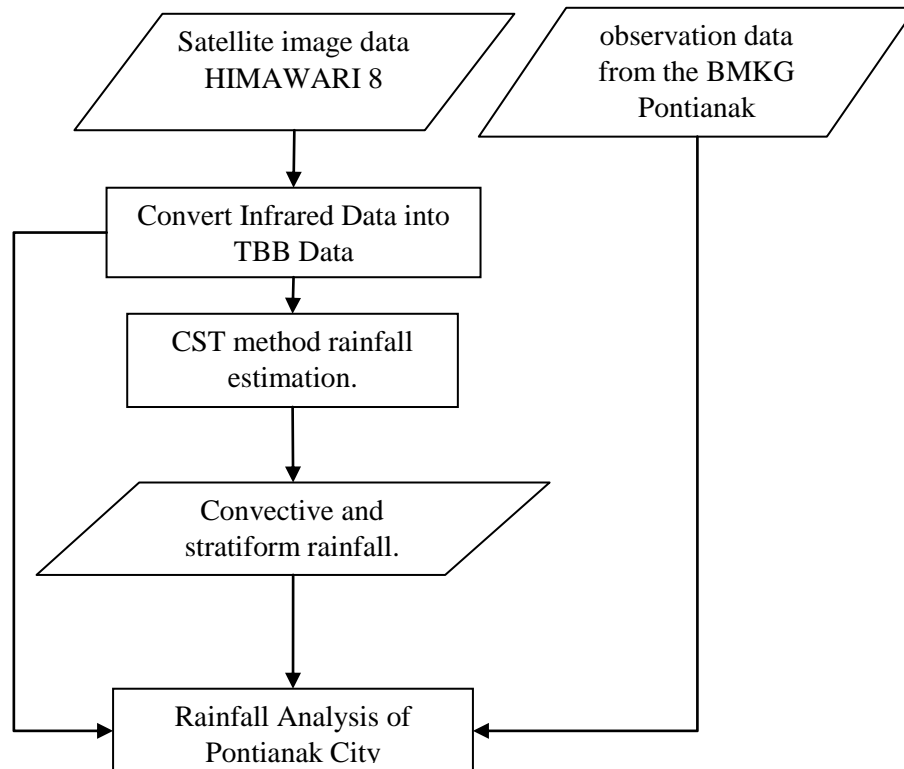 Satellite image data
HIMAWARI 8
observation data
from the BMKG
Pontianak
Convert Infrared Data into
TBB Data
CST method rainfall
estimation.
Convective and
stratiform rainfall.
Rainfall Analysis of
Pontianak City